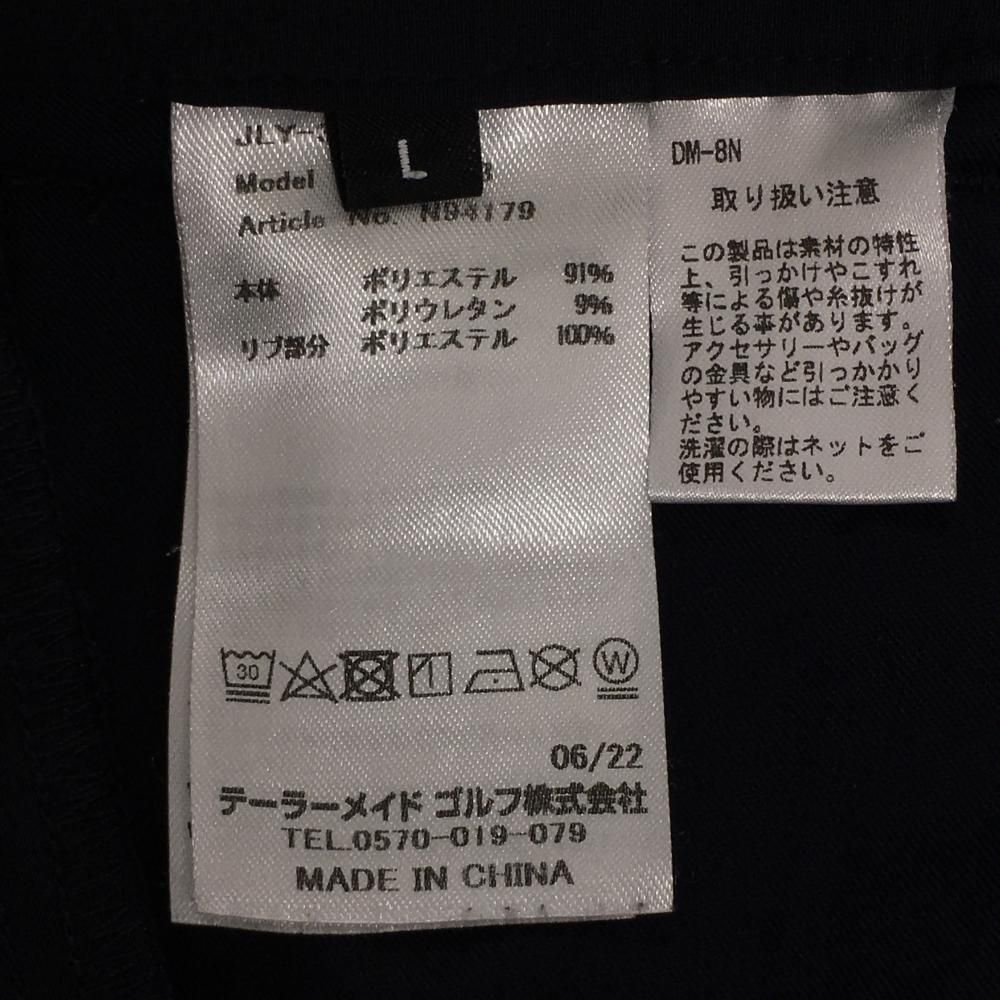 L
Model
Article No. N94179
本体 ポリエステル 91%
ポリウレタン 9%
リブ部分 ポリエステル 100%
30
W
06/22
テーラーメイド ゴルフ株式会社
TEL.0570-019-079
MADE IN CHINA
DM-8N
取り扱い注意
この製品は素材の特性
上、引っかけやこすれ
等による傷や糸抜けが
生じる事があります。
アクセサリーやバッグ
の金具など引っかかり
やすい物にはご注意く
ださい。
洗濯の際はネットをご
使用ください。